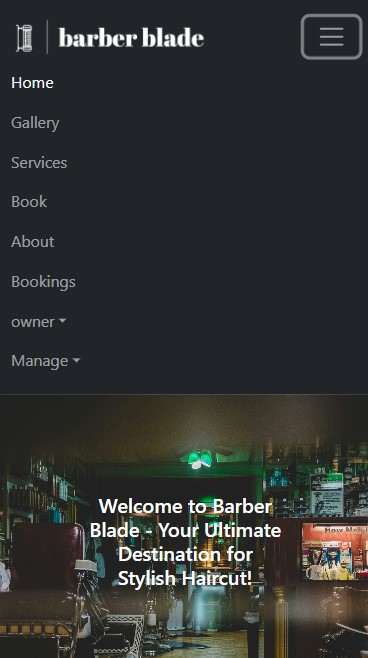 barber blade
Home
Gallery
Services
Book
About
Bookings
owner
Manage
Welcome to Barber
Blade - Your Ultimate
Destination for
Stylish Haircut!